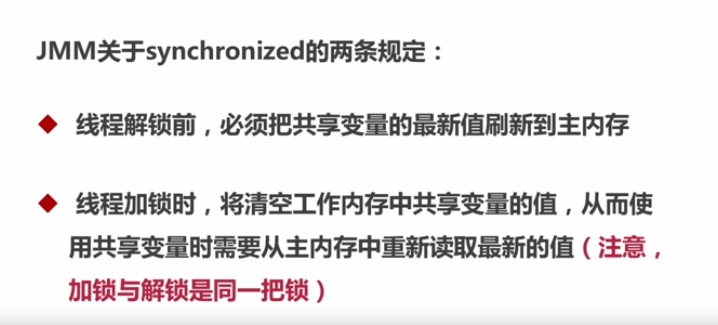 JMM关于synchronized的两条规定：
线程解锁前，必须把共享变量的最新值刷新到主内存
线程加锁时，将清空工作内存中共享变量的值，从而使
用共享变量时需要从主内存中重新读取最新的值（注意，
加锁与解锁是同一把锁）